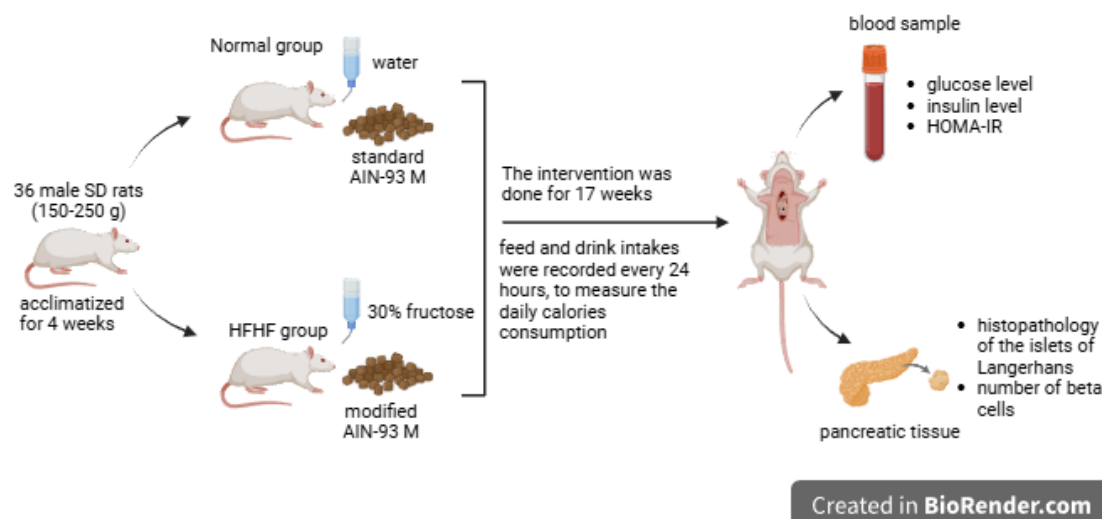 36 male SD rats
(150-250 g)
acclimatized
for 4 weeks
Normal group
water
standard
AIN-93 M
HFHF group
30% fructose
modified
AIN-93 M
The intervention was
done for 17 weeks
feed and drink intakes
were recorded every 24
hours, to measure the
daily calories
consumption
blood sample
• glucose level
• insulin level
• HOMA-IR
• histopathology
of the islets of
Langerhans
• number of beta
cells
pancreatic tissue
Created in BioRender.com